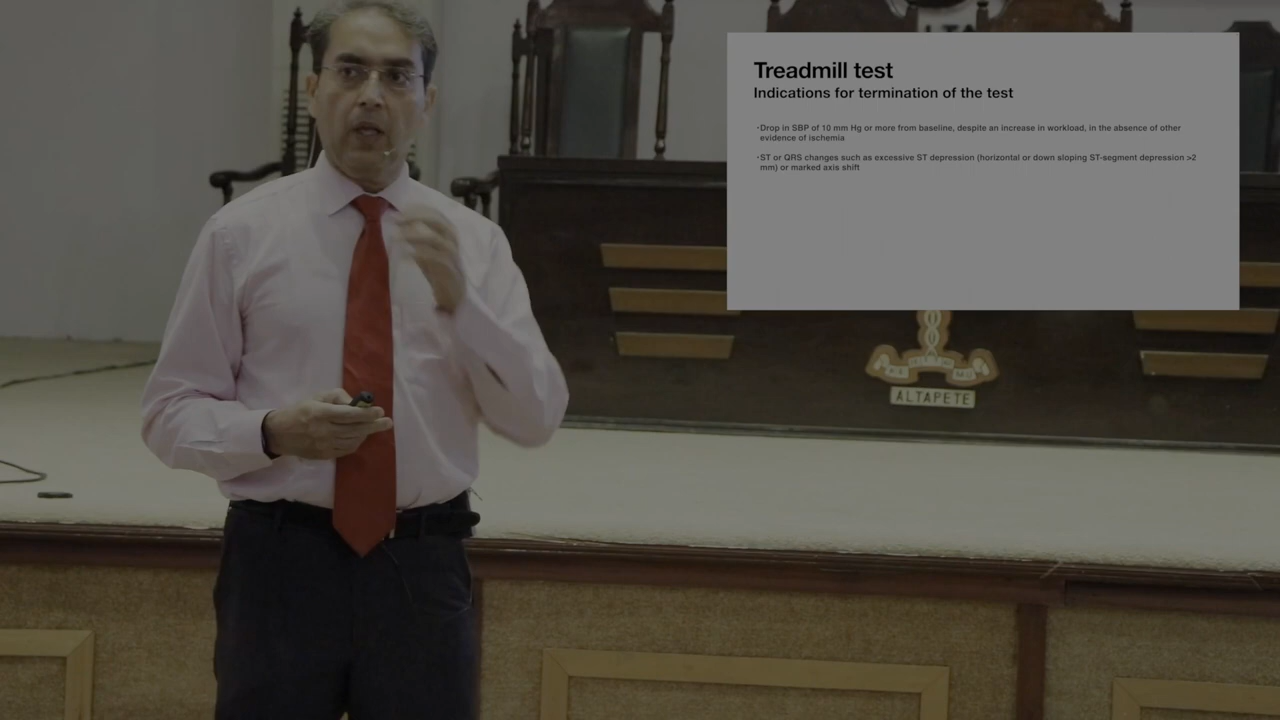 Treadmill test
Indications for termination of the test
•Drop in SBP of 10 mm Hg or more from baseline, despite an increase in workload, in the absence of other
evidence of ischemia
•ST or QRS changes such as excessive ST depression (horizontal or down sloping ST-segment depression >2
mm) or marked axis shift
ALTAPETE